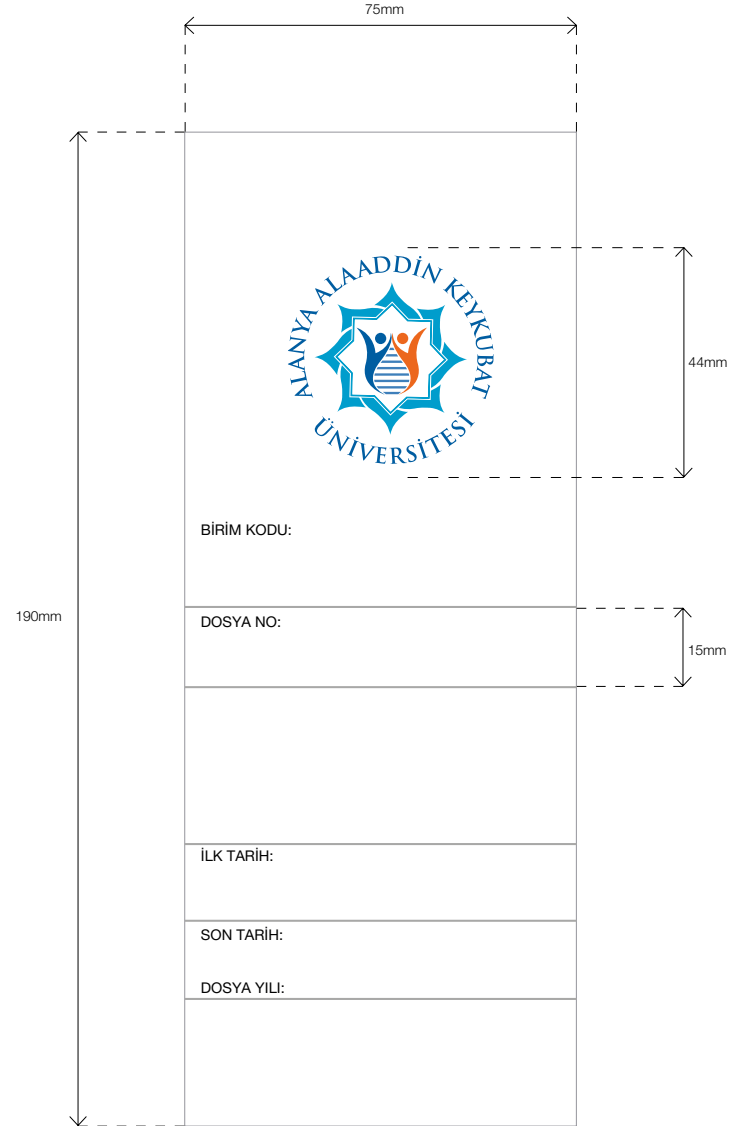 75mm
ALANYA ALAADDİN KEYKUBAT
ÜNİVERSİTESİ
44mm
BİRİM KODU:
190mm
DOSYA NO:
15mm
İLK TARİH:
SON TARİH:
DOSYA YILI: